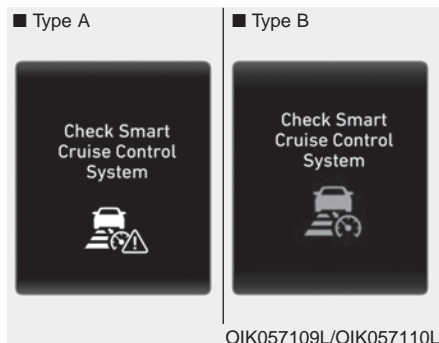 ■ Type A
■ Type B
Check Smart
Cruise Control
System
Check Smart
Cruise Control
System
OIK057109L/OIK057110L